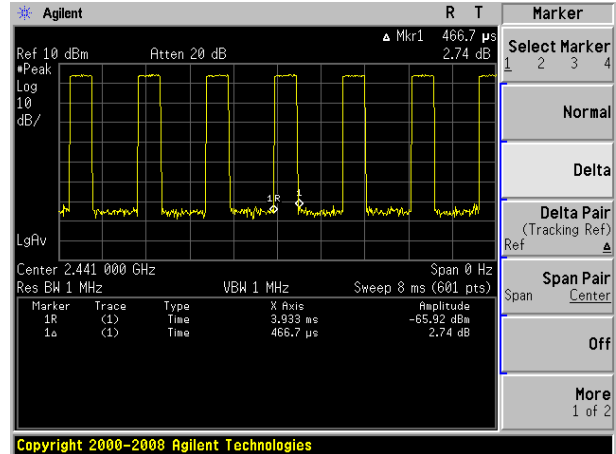 Agilent R T Marker
Δ Mkr1 466.7 µs
Ref 10 dBm Atten 20 dB 2.74 dB
#Peak
Log
10
dB/
1R
1
LgAv
Center 2.441 000 GHz Span 0 Hz
Res BW 1 MHz VBW 1 MHz Sweep 8 ms (601 pts)
Marker Trace Type X Axis Amplitude
1R (1) Time 3.933 ms -65.92 dBm
1Δ (1) Time 466.7 µs 2.74 dB
Select Marker
1 2 3 4
Normal
Delta
Delta Pair
(Tracking Ref)
Ref Δ
Span Pair
Span Center
Off
More
1 of 2
Copyright 2000-2008 Agilent Technologies